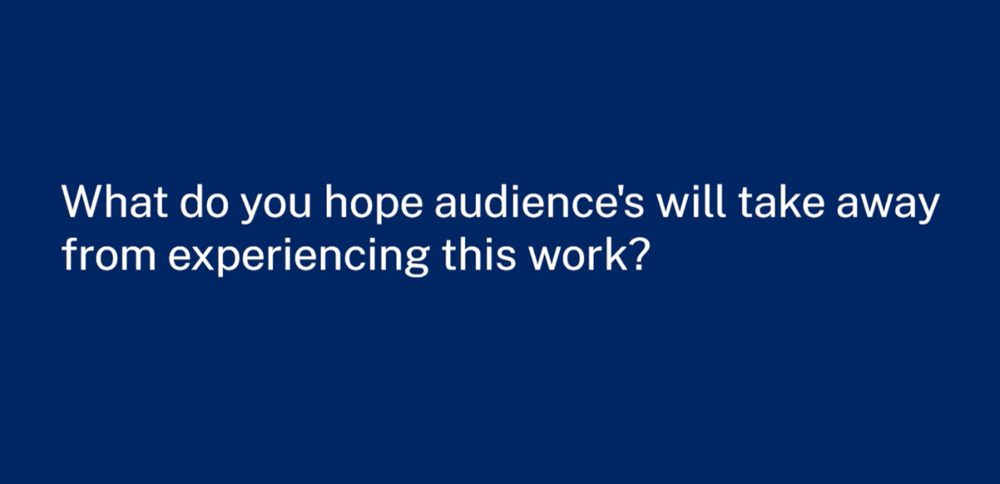 What do you hope audience's will take away
from experiencing this work?